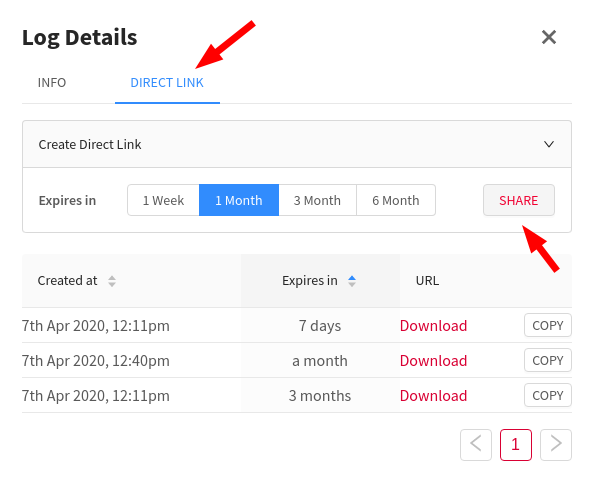 Log Details
INFO DIRECT LINK
Create Direct Link
Expires in 1 Week 1 Month 3 Month 6 Month SHARE
Created at Expires in URL
7th Apr 2020, 12:11pm 7 days Download COPY
7th Apr 2020, 12:40pm a month Download COPY
7th Apr 2020, 12:11pm 3 months Download COPY
1